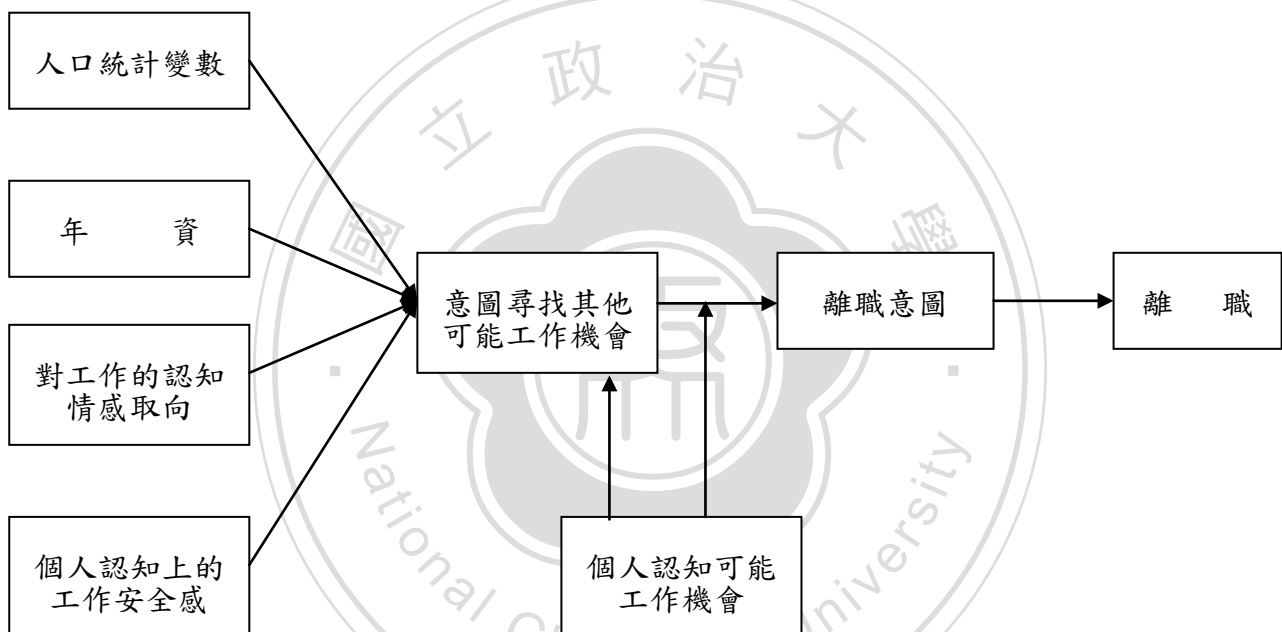 人口統計變數
年 資
對工作的認知
情感取向
個人認知上的
工作安全感
意圖尋找其他
可能工作機會
個人認知可能
工作機會
離職意圖
離 職
國立政治大學
National Ch
University